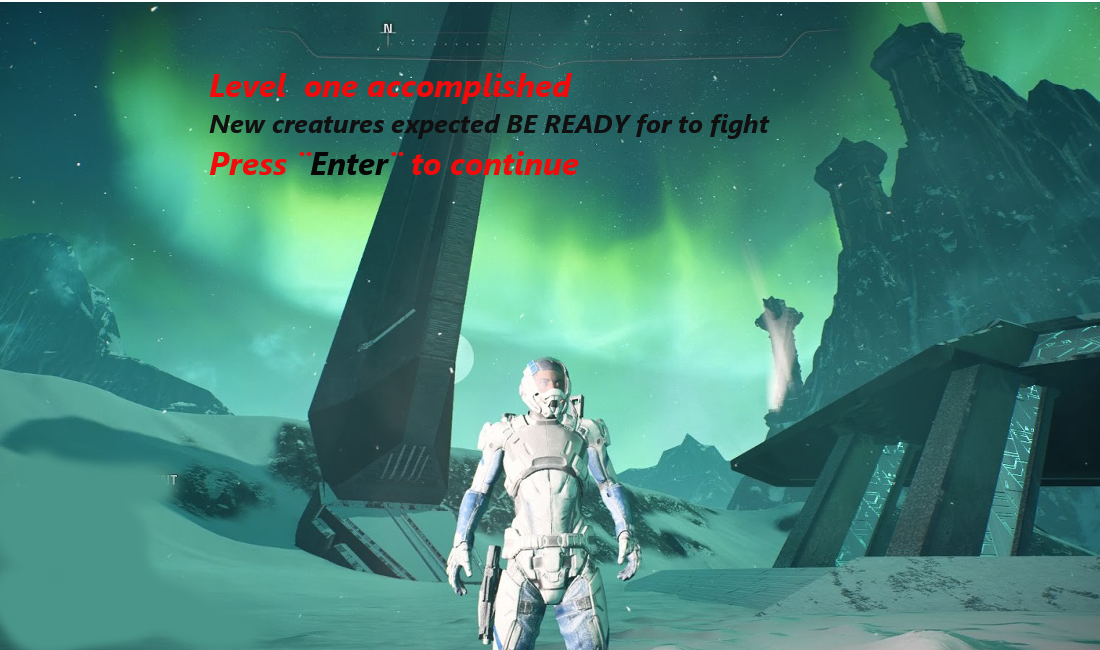 N
Level one accomplished
New creatures expected BE READY for to fight
Press ¨Enter¨ to continue